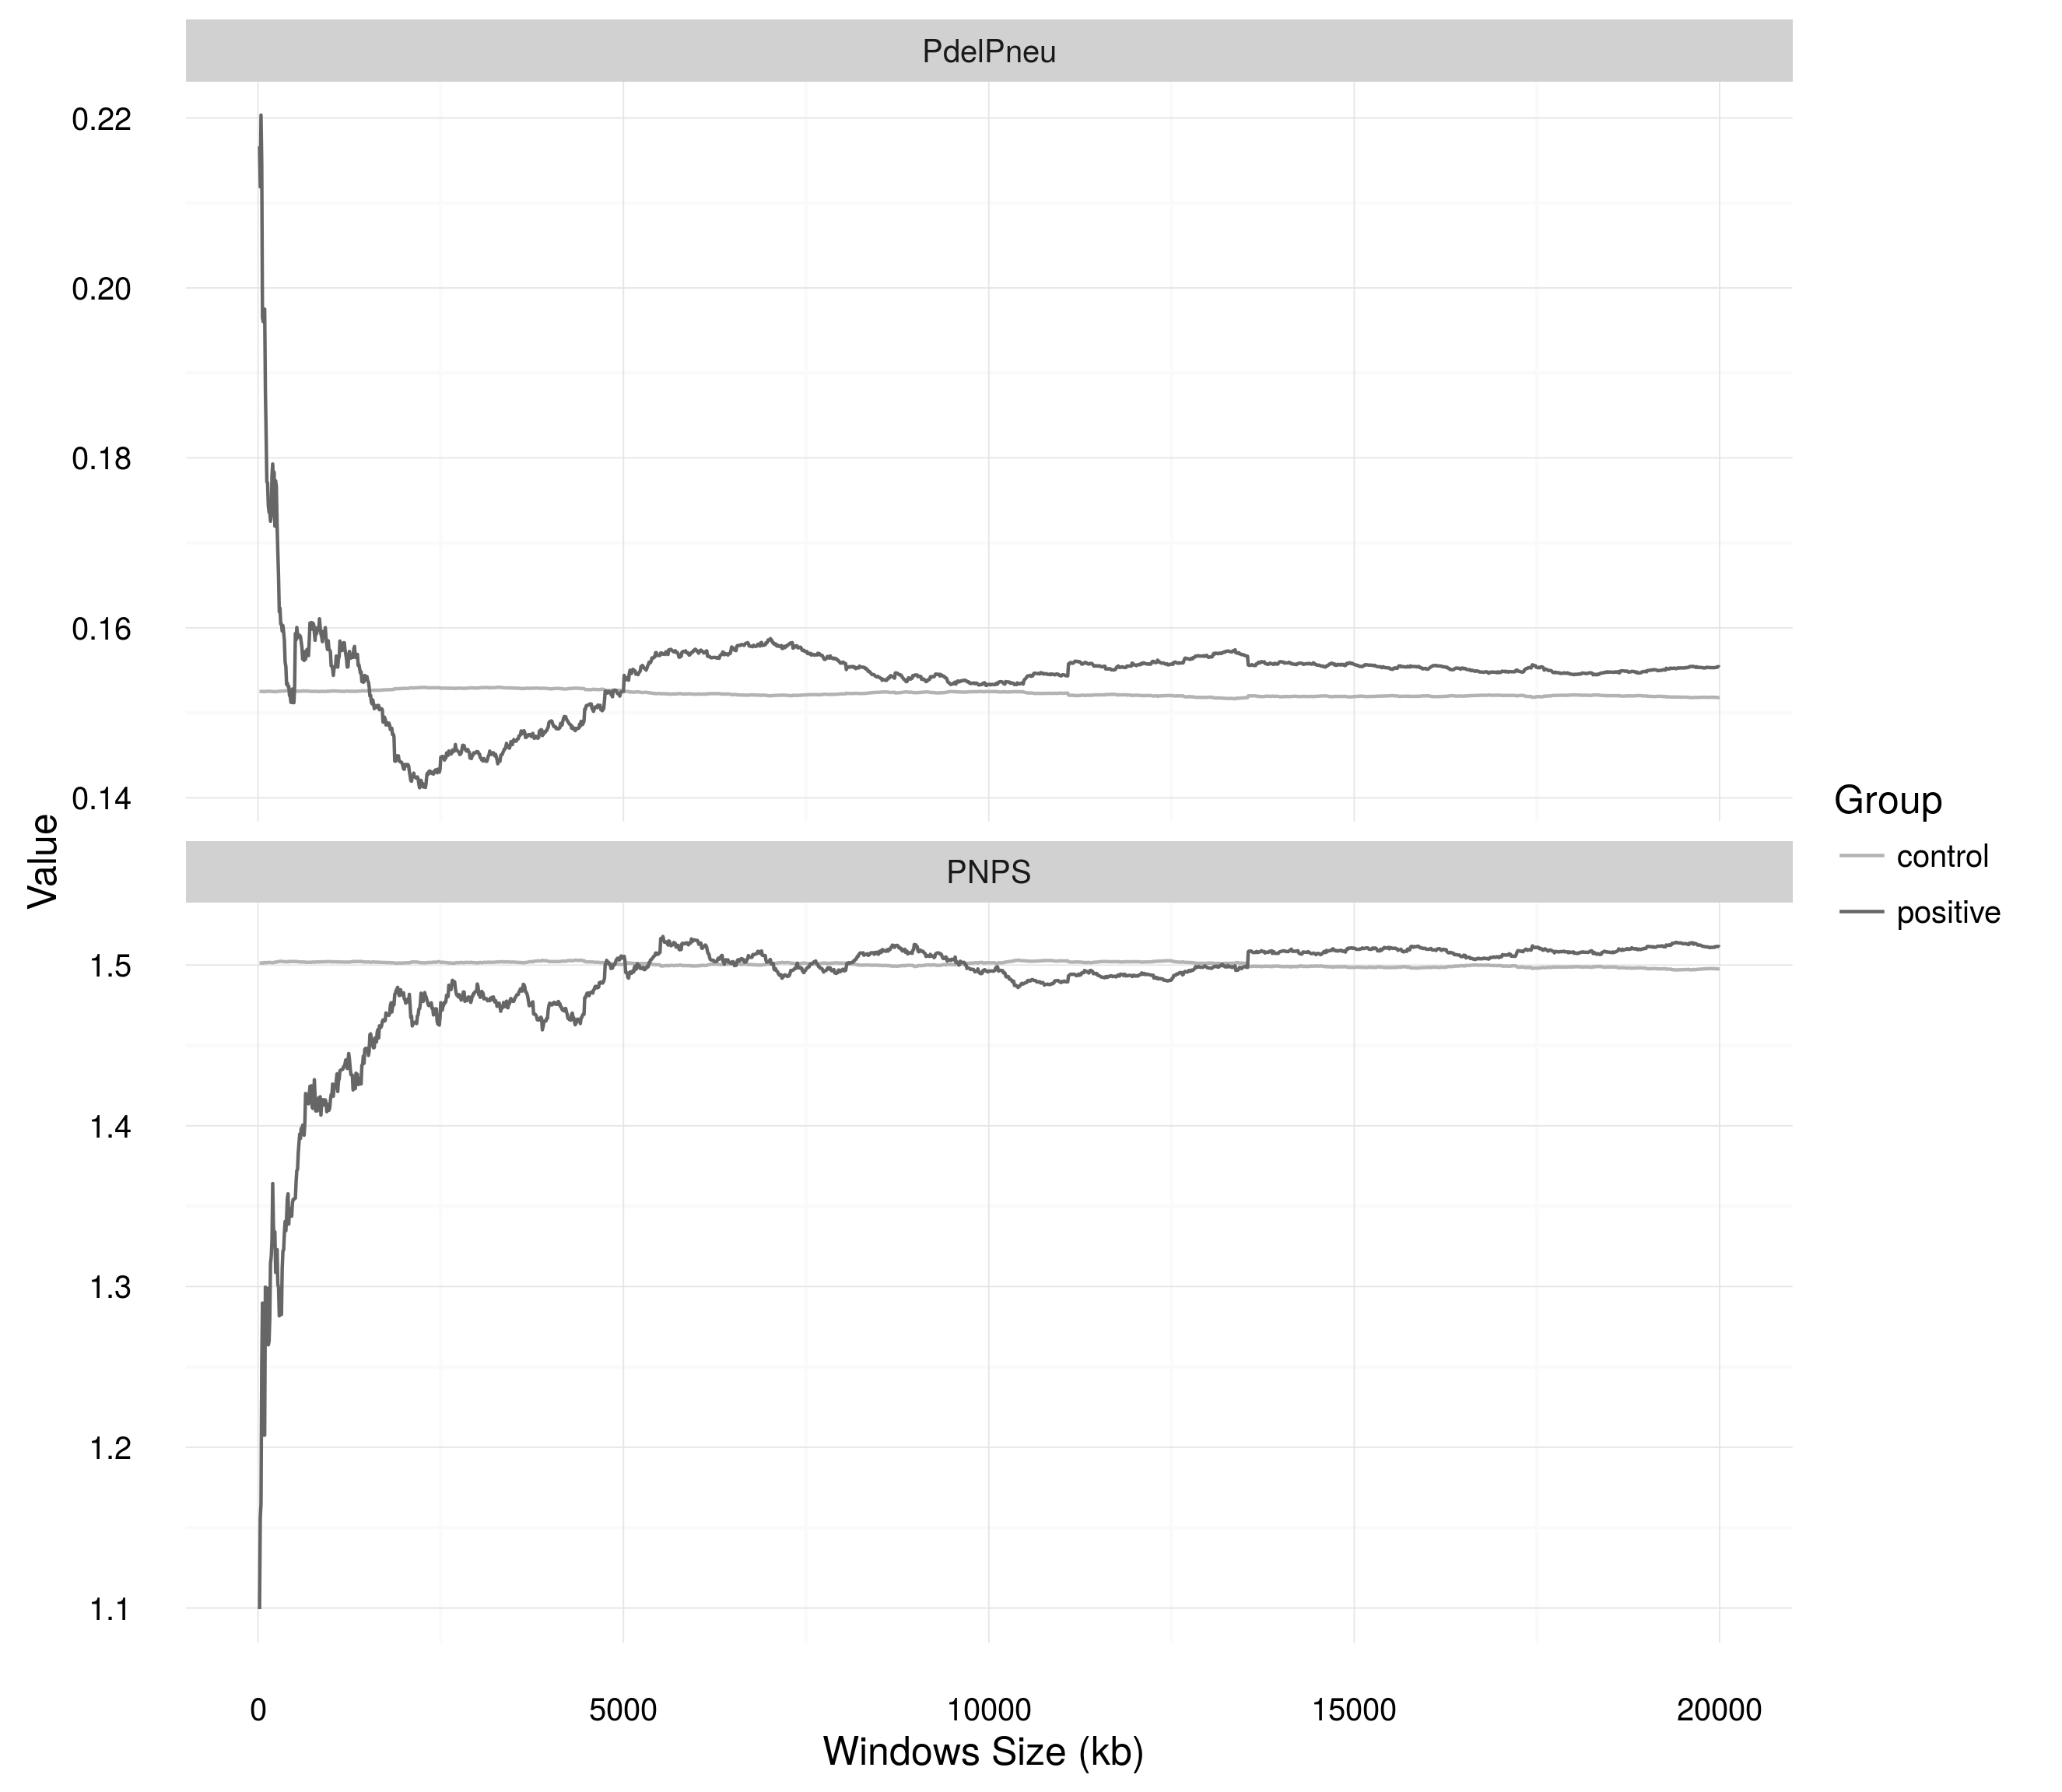 PdelPneu
0.22
0.20
0.18
0.16
0.14
PNPS
1.5
1.4
1.3
1.2
1.1
0 5000 10000 15000 20000
Windows Size (kb)
Value
Group
control
positive